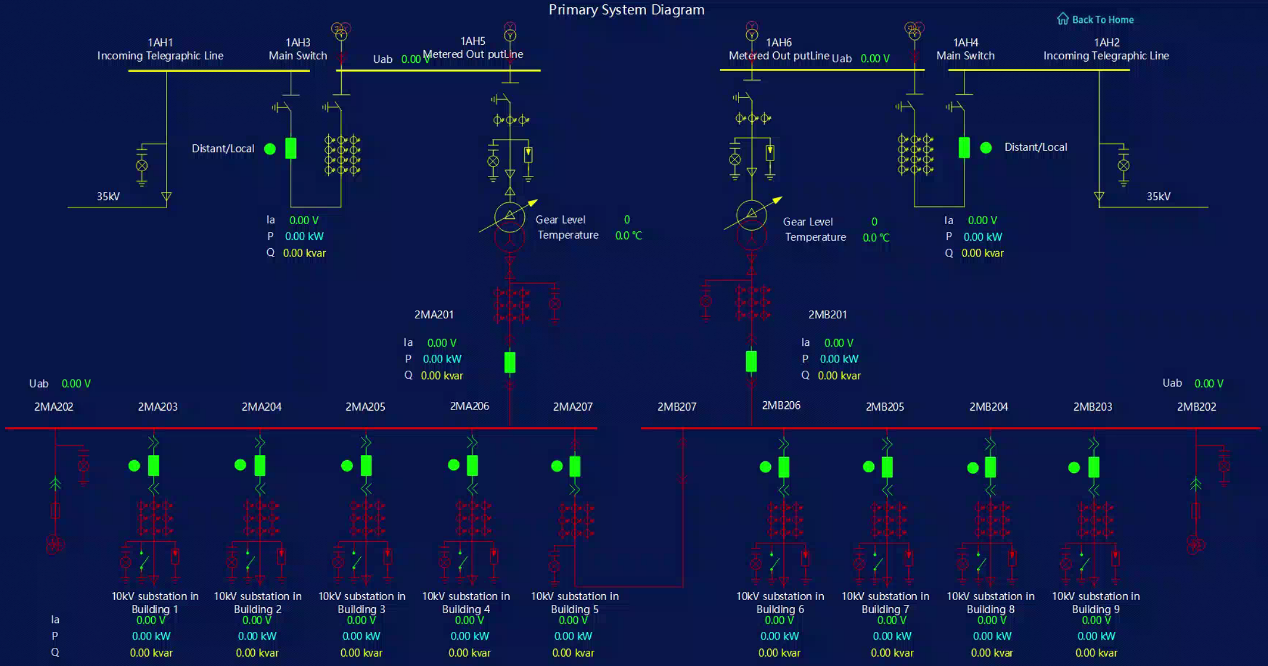 Primary System Diagram
Back To Home
1AH1
Incoming Telegraphic Line
1AH3
Main Switch
Uab 0.00 V
1AH5
Metered Out putLine
1AH6
Metered Out putLine
Uab 0.00 V
1AH4
Main Switch
1AH2
Incoming Telegraphic Line
Distant/Local
Distant/Local
35kV
35kV
Ia 0.00 V
P 0.00 kW
Q 0.00 kvar
Gear Level 0
Temperature 0.0 ℃
Gear Level 0
Temperature 0.0 ℃
Ia 0.00 V
P 0.00 kW
Q 0.00 kvar
2MA201
Ia 0.00 V
P 0.00 kW
Q 0.00 kvar
2MB201
Ia 0.00 V
P 0.00 kW
Q 0.00 kvar
Uab 0.00 V
Uab 0.00 V
2MA202 2MA203 2MA204 2MA205 2MA206 2MA207 2MB207 2MB206 2MB205 2MB204 2MB203 2MB202
10kV substation in
Building 1
10kV substation in
Building 2
10kV substation in
Building 3
10kV substation in
Building 4
10kV substation in
Building 5
10kV substation in
Building 6
10kV substation in
Building 7
10kV substation in
Building 8
10kV substation in
Building 9
Ia 0.00 V 0.00 V 0.00 V 0.00 V 0.00 V 0.00 V 0.00 V 0.00 V 0.00 V
P 0.00 kW 0.00 kW 0.00 kW 0.00 kW 0.00 kW 0.00 kW 0.00 kW 0.00 kW 0.00 kW
Q 0.00 kvar 0.00 kvar 0.00 kvar 0.00 kvar 0.00 kvar 0.00 kvar 0.00 kvar 0.00 kvar 0.00 kvar